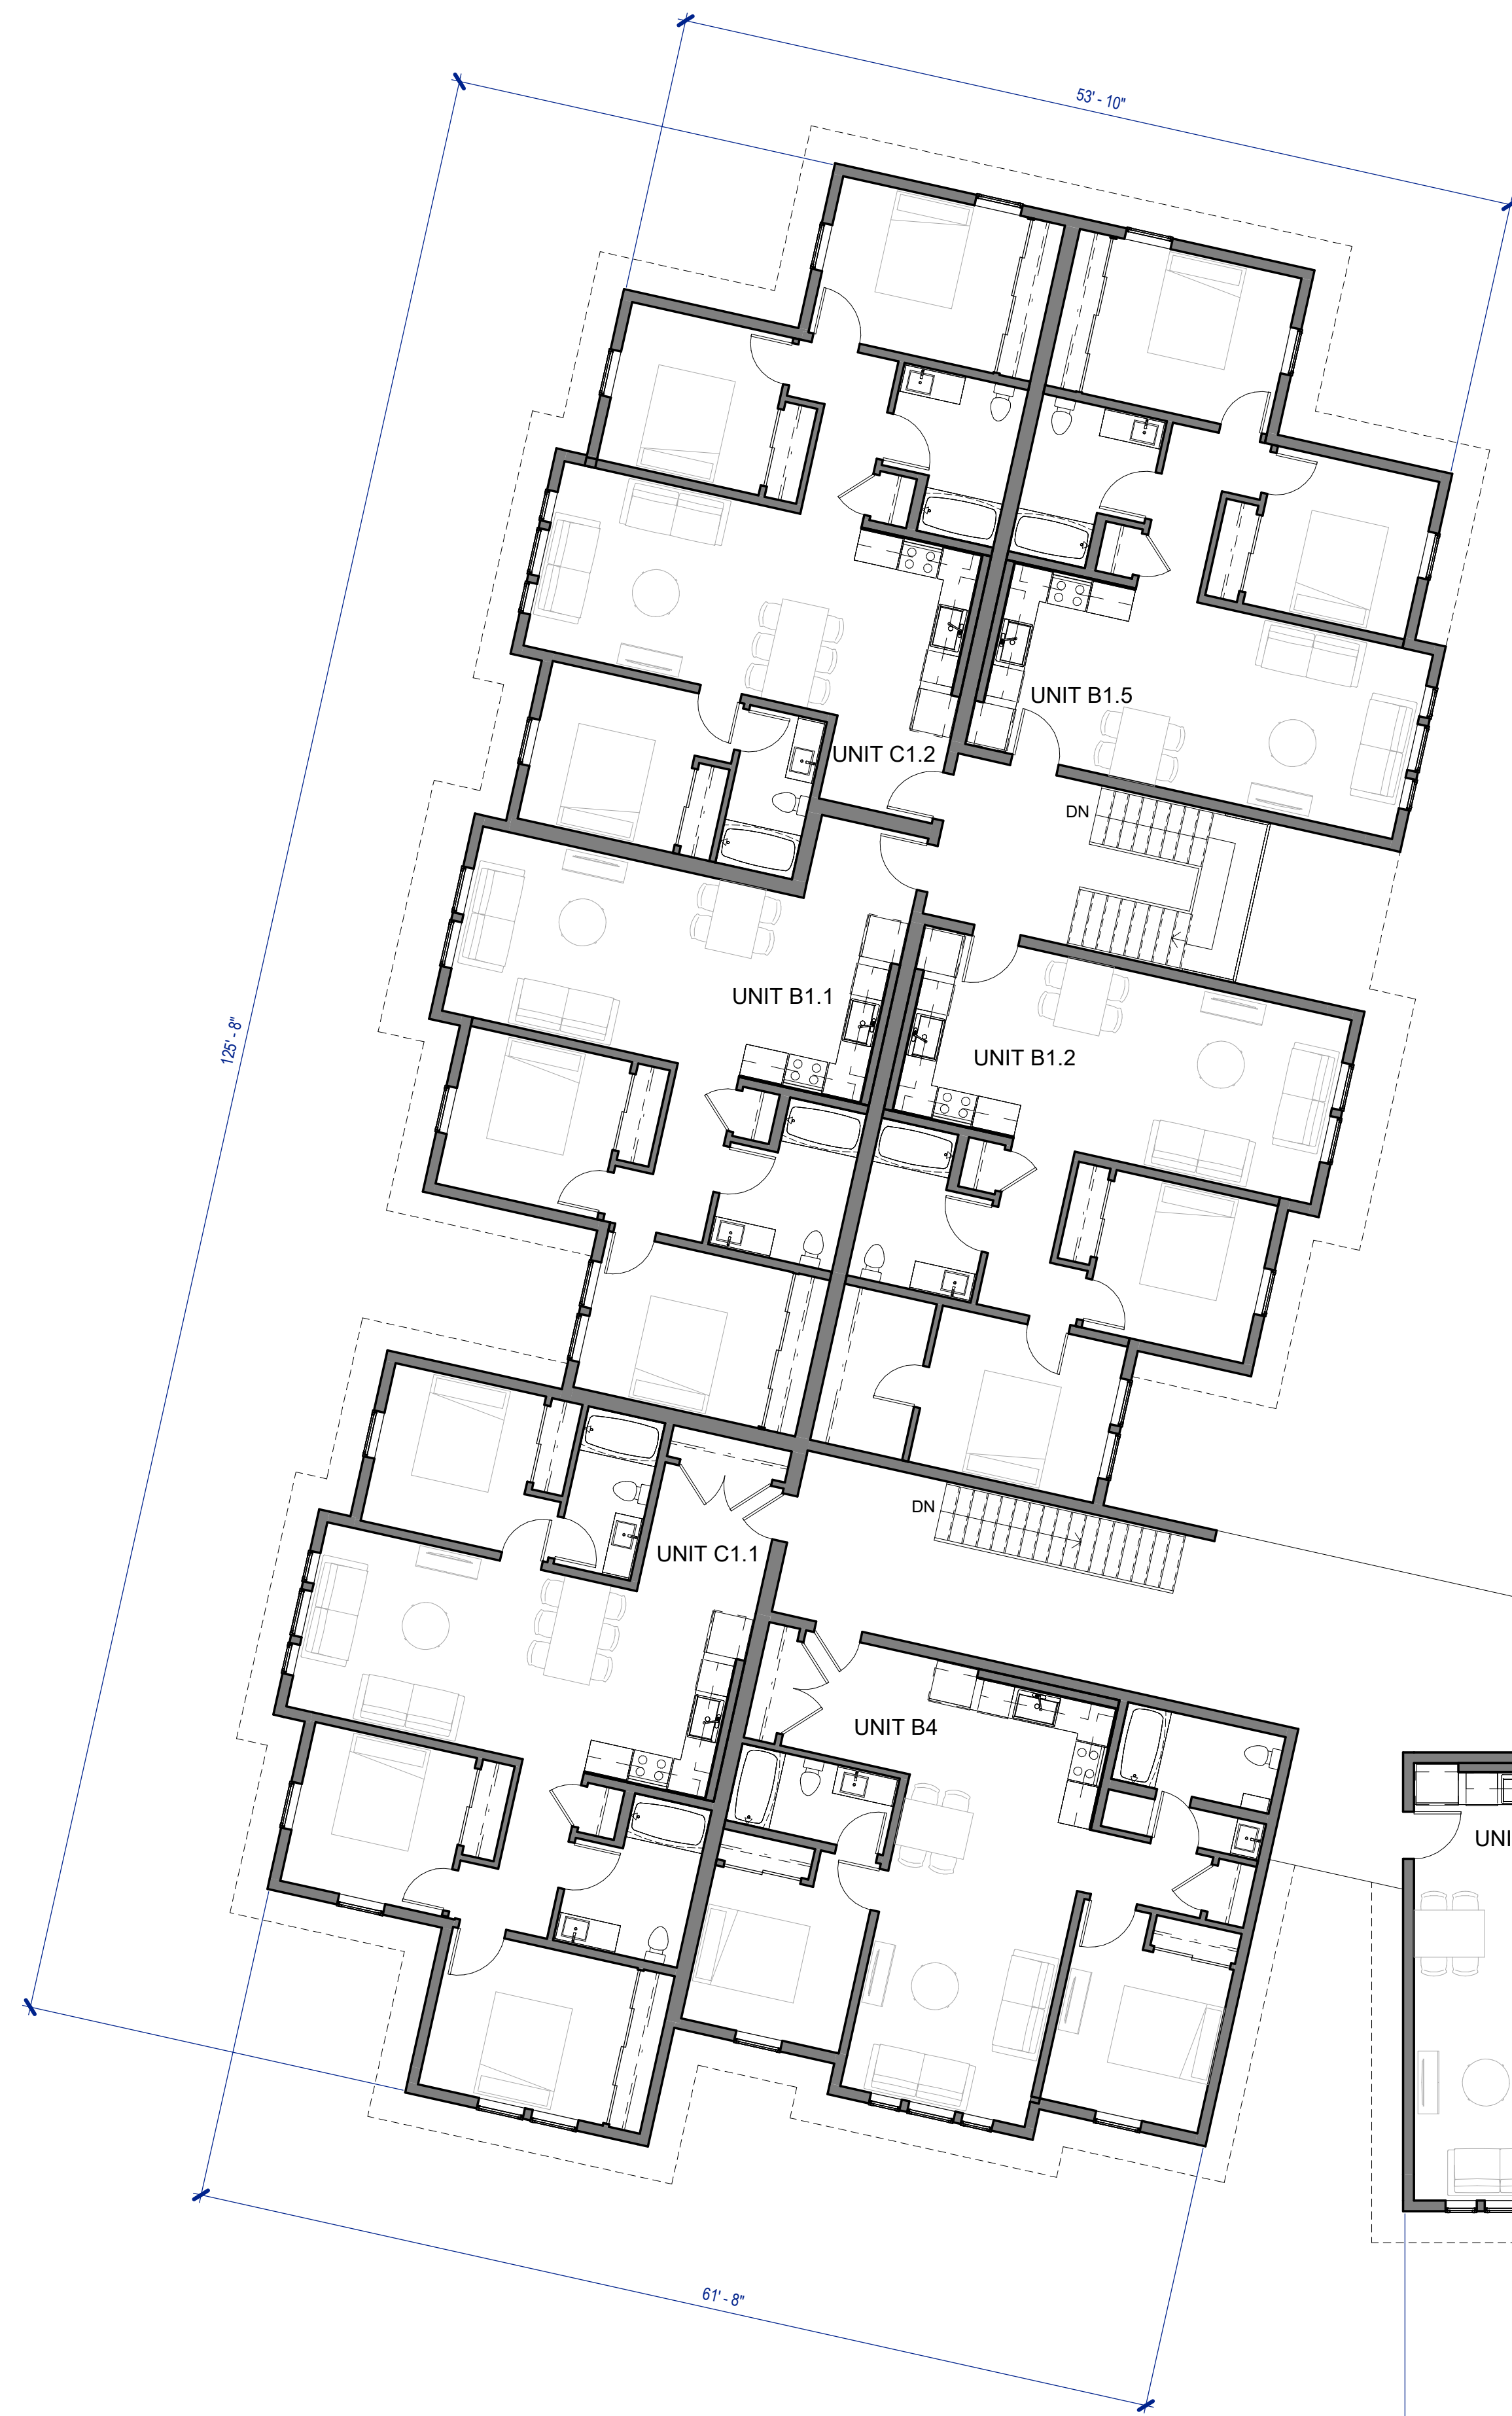 53' - 10"
UNIT B1.5
UNIT C1.2
DN
UNIT B1.1
125' - 8"
UNIT B1.2
DN
UNIT C1.1
UNIT B4
UNI
61' - 8"